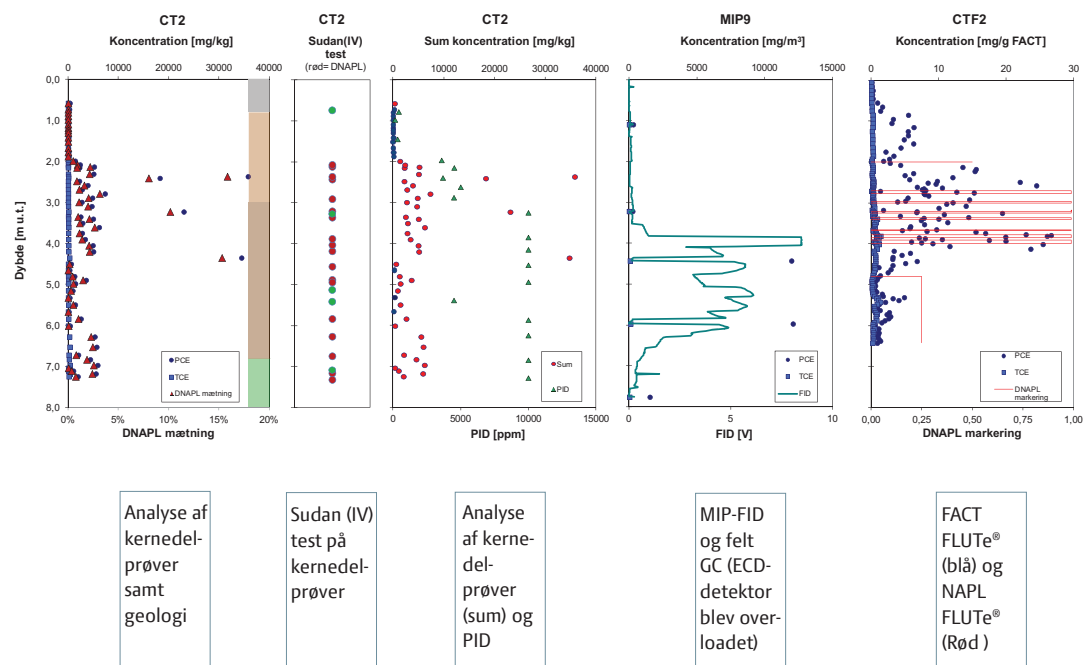 CT2
Koncentration [mg/kg]
0 10000 20000 30000 40000
Dybde [m u.t.]
0,0
1,0
2,0
3,0
4,0
5,0
6,0
7,0
8,0
PCE
TCE
DNAPL mætning
0% 5% 10% 15% 20%
DNAPL mætning
CT2
Sudan(IV)
test
(rød= DNAPL)
CT2
Sum koncentration [mg/kg]
0 5000 10000 15000 20000 25000 30000 35000 40000
Sum
PID
0 5000 10000 15000
PID [ppm]
MIP9
Koncentration [mg/m³]
0 5000 10000 15000
PCE
TCE
FID
0 5 10
FID [V]
CTF2
Koncentration [mg/g FACT]
0 10 20 30
PCE
TCE
DNAPL
markering
0,00 0,25 0,50 0,75 1,00
DNAPL markering
Analyse af
kernedel-
prøver
samt
geologi
Sudan (IV)
test på
kernedel-
prøver
Analyse
af kerne-
del-
prøver
(sum) og
PID
MIP-FID
og felt
GC (ECD-
detektor
blev over-
loadet)
FACT
FLUTe®
(blå) og
NAPL
FLUTe®
(Rød )